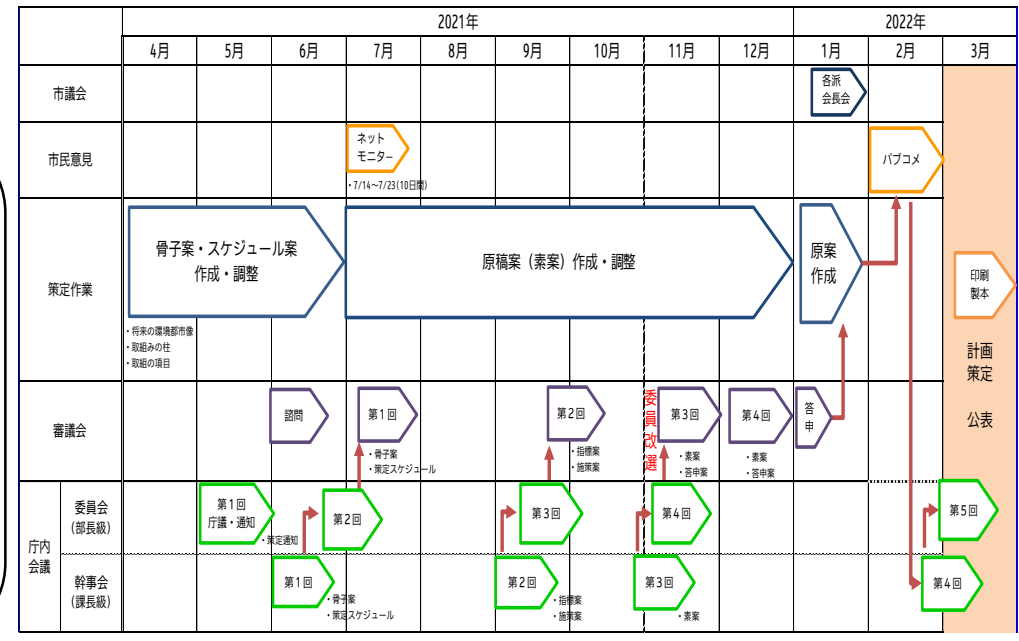 2021年
2022年
4月
5月
6月
7月
8月
9月
10月
11月
12月
1月
2月
3月
市議会
各派
会長会
市民意見
ネット
モニター
・7/14～7/23(10日間)
パブコメ
策定作業
骨子案・スケジュール案
作成・調整
・将来の環境都市像
・取組みの柱
・取組の項目
原稿案（素案）作成・調整
原案
作成
印刷
製本
計画
策定
公表
審議会
諮問
第1回
・骨子案
・策定スケジュール
第2回
・指標案
・施策案
委員改選
第3回
・素案
・答申案
第4回
・素案
・答申案
答
申
庁内
会議
委員会
(部長級)
第1回
庁議・通知
・策定通知
第2回
第3回
第4回
第5回
幹事会
(課長級)
第1回
・骨子案
・策定スケジュール
第2回
・指標案
・施策案
第3回
・素案
第4回